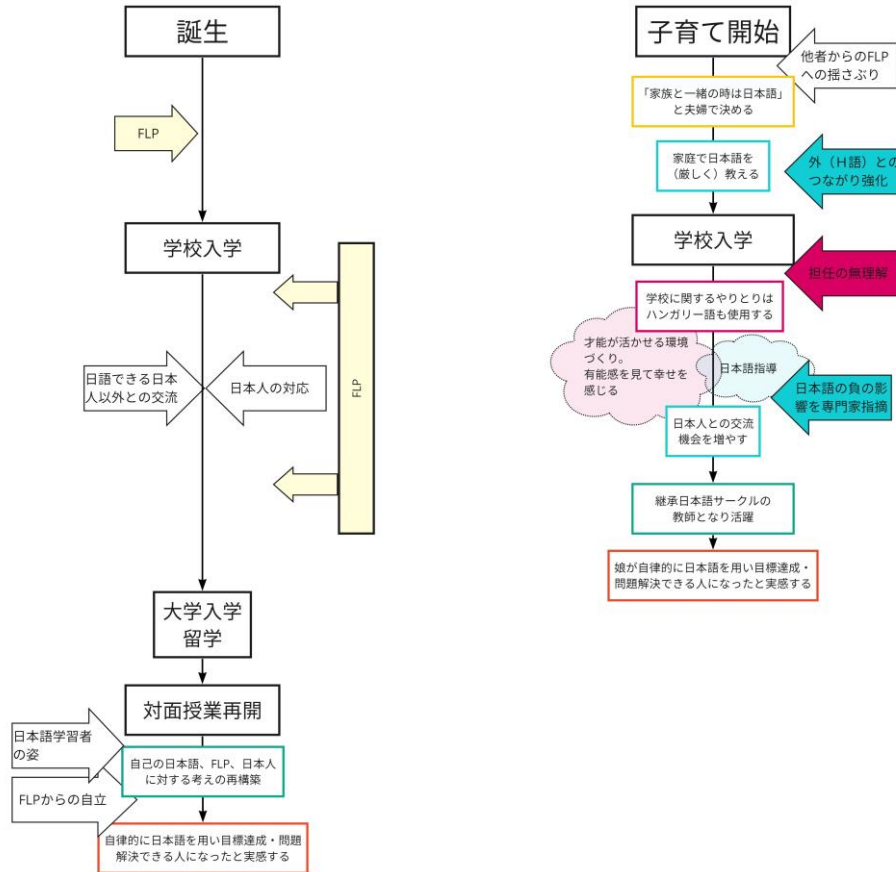 誕生
FLP
学校入学
日語できる日本
人以外との交流
日本人の対応
FLP
大学入学
留学
対面授業再開
日本語学習者
の姿
自己の日本語、FLP、日本人
に対する考えの再構築
FLPからの自立
自律的に日本語を用い目標達成・問題
解決できる人になったと実感する
子育て開始
他者からのFLP
への揺さぶり
「家族と一緒の時は日本語」
と夫婦で決める
家庭で日本語を
（厳しく）教える
外（H語）との
つながり強化
学校入学
担任の無理解
学校に関するやりとりは
ハンガリー語も使用する
才能が活かせる環境
づくり。
有能感を見て幸せを
感じる
日本語指導
日本語の負の影
響を専門家指摘
日本人との交流
機会を増やす
継承日本語サークルの
教師となり活躍
娘が自律的に日本語を用い目標達成・
問題解決できる人になったと実感する